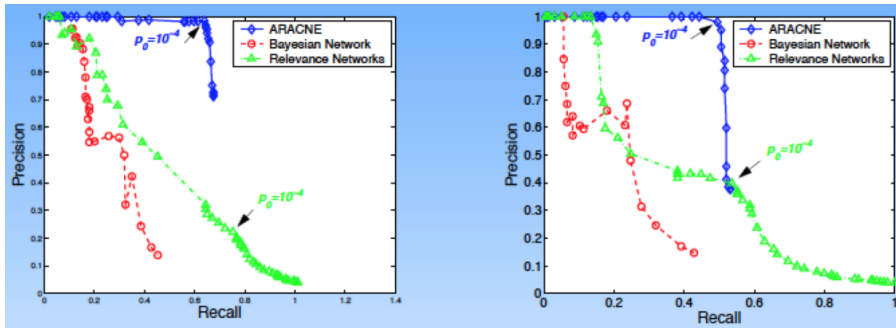 1
0.9
0.8
0.7
0.6
0.5
0.4
0.3
0.2
0.1
0
Precision
0 0.2 0.4 0.6 0.8 1 1.2 1.4
Recall
ARACNE
Bayesian Network
Relevance Networks
p₀=10⁻⁴
p₀=10⁻⁴
1
0.9
0.8
0.7
0.6
0.5
0.4
0.3
0.2
0.1
0
Precision
0 0.2 0.4 0.6 0.8 1
Recall
ARACNE
Bayesian Network
Relevance Networks
p₀=10⁻⁴
p₀=10⁻⁴